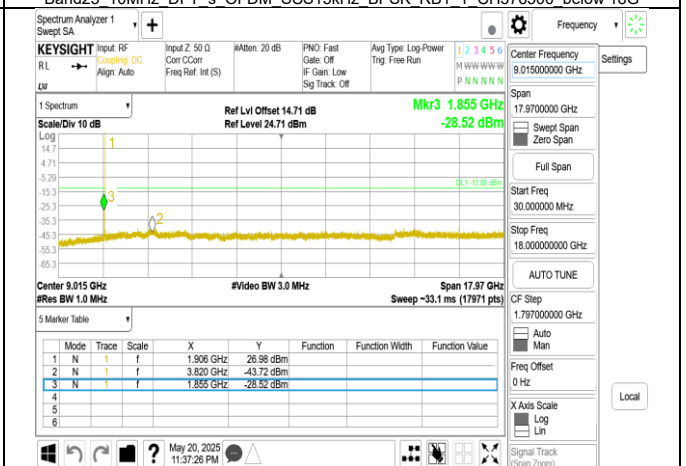 Band25_10MHz_DFT_s_OFDM_SCS15kHz_BPSK_RBT_1_CH378300_below 18G
Spectrum Analyzer 1
Swept SA
+
Frequency
KEYSIGHT
Input: RF
Coupling: DC
Align: Auto
Input Z: 50 Ω
Corr CCorr
Freq Ref: Int (S)
#Atten: 20 dB
PNO: Fast
Gate: Off
IF Gain: Low
Sig Track: Off
Avg Type: Log-Power
Trig: Free Run
1 2 3 4 5 6
M W W W W W
P N N N N N
RL
LXI
Center Frequency
9.015000000 GHz
Settings
Span
17.9700000 GHz
Swept Span
Zero Span
Full Span
Start Freq
30.000000 MHz
Stop Freq
18.000000000 GHz
AUTO TUNE
CF Step
1.797000000 GHz
Auto
Man
Freq Offset
0 Hz
X Axis Scale
Log
Lin
Signal Track
(Span Zoom)
Local
1 Spectrum
Scale/Div 10 dB
Ref Lvl Offset 14.71 dB
Ref Level 24.71 dBm
Mkr3 1.855 GHz
-28.52 dBm
Log
14.7
4.71
-5.29
-15.3
-25.3
-35.3
-45.3
-55.3
-65.3
1
2
3
DL1 -13.00 dBm
Center 9.015 GHz
#Res BW 1.0 MHz
#Video BW 3.0 MHz
Span 17.97 GHz
Sweep ~33.1 ms (17971 pts)
5 Marker Table
Mode Trace Scale X Y Function Function Width Function Value
1 N 1 f 1.906 GHz 26.98 dBm
2 N 1 f 3.820 GHz -43.72 dBm
3 N 1 f 1.855 GHz -28.52 dBm
4
5
6
?
May 20, 2025
11:37:26 PM